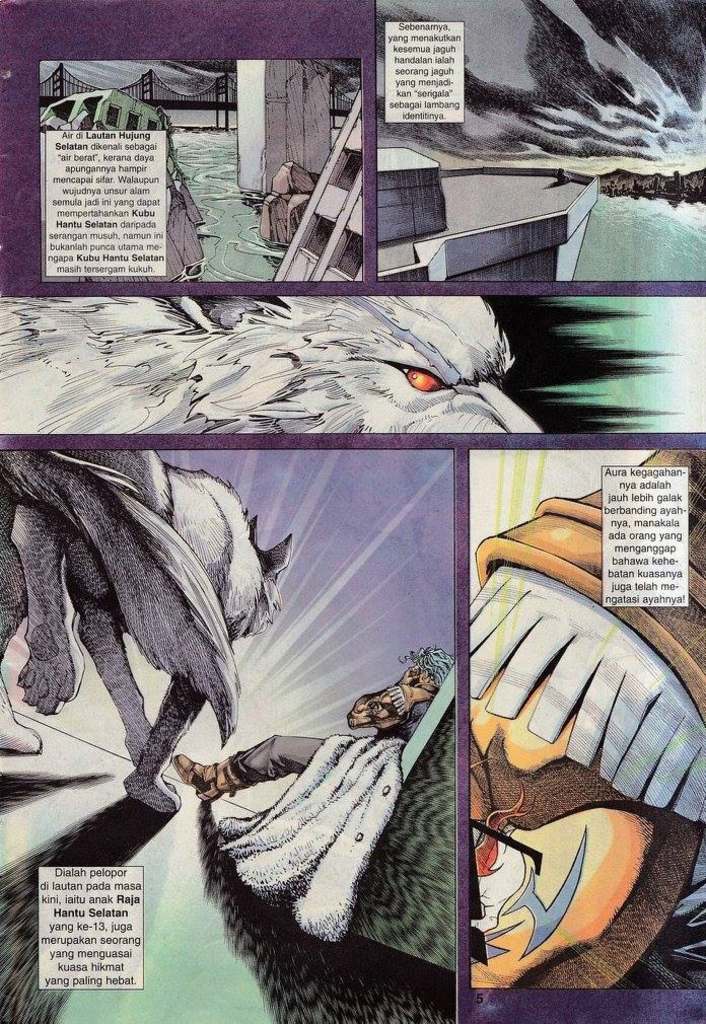 Air di Lautan Hujung
Selatan dikenali sebagai
"air berat", kerana daya
apungannya hampir
mencapai sifar. Walaupun
wujudnya unsur alam
semula jadi ini yang dapat
mempertahankan Kubu
Hantu Selatan daripada
serangan musuh, namun ini
bukanlah punca utama me-
ngapa Kubu Hantu Selatan
masih tersergam kukuh.
Sebenarnya,
yang menakutkan
kesemua jaguh
handalan ialah
seorang jaguh
yang menjadi-
kan "serigala"
sebagai lambang
identitinya.
Aura kegagahan-
nya adalah
jauh lebih galak
berbanding ayah-
nya, manakala
ada orang yang
menganggap
bahawa kehe-
batan kuasanya
juga telah me-
ngatasi ayahnya!
Dialah pelopor
di lautan pada masa
kini, iaitu anak Raja
Hantu Selatan
yang ke-13, juga
merupakan seorang
yang menguasai
kuasa hikmat
yang paling hebat.
5